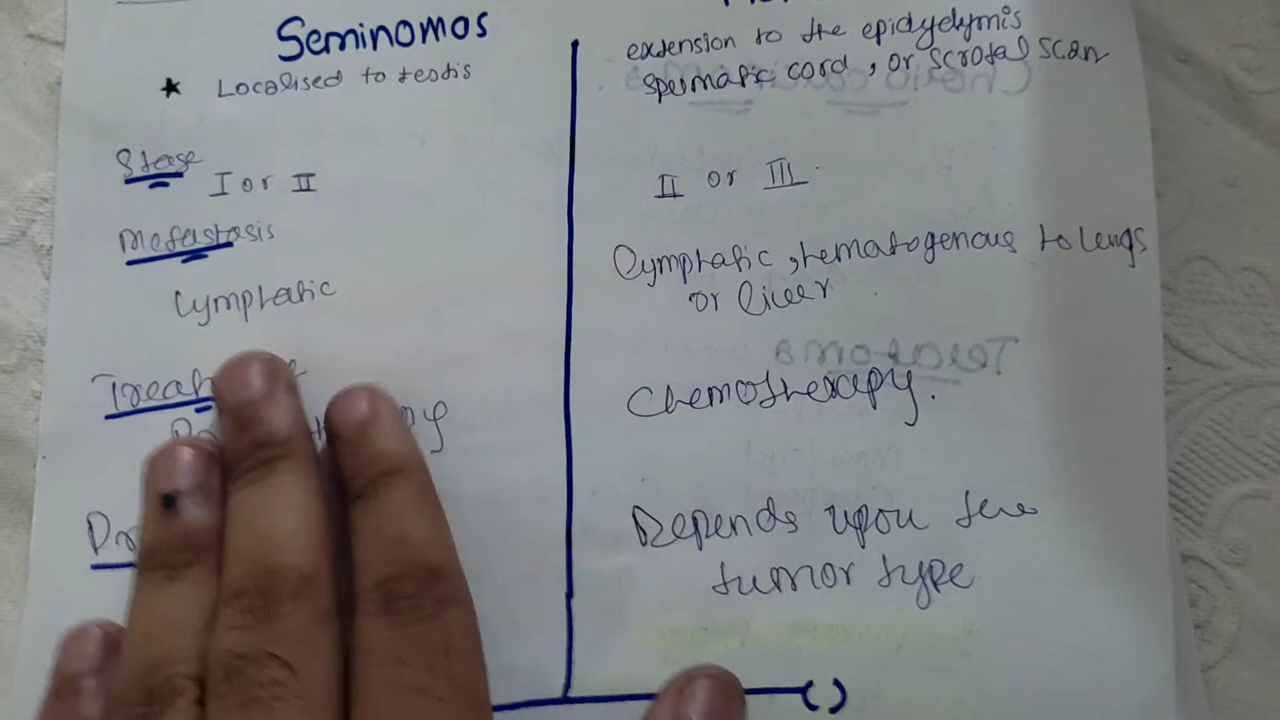 Seminomas
★ Localised to testis
Stage
I or II
Metastasis
Lymphatic
extension to the epidydymis
spermatic cord, or scrotal scan
II or III.
Lymphatic, hematogenous to lungs
or liver
Chemotherapy.
Depends upon the
tumor type